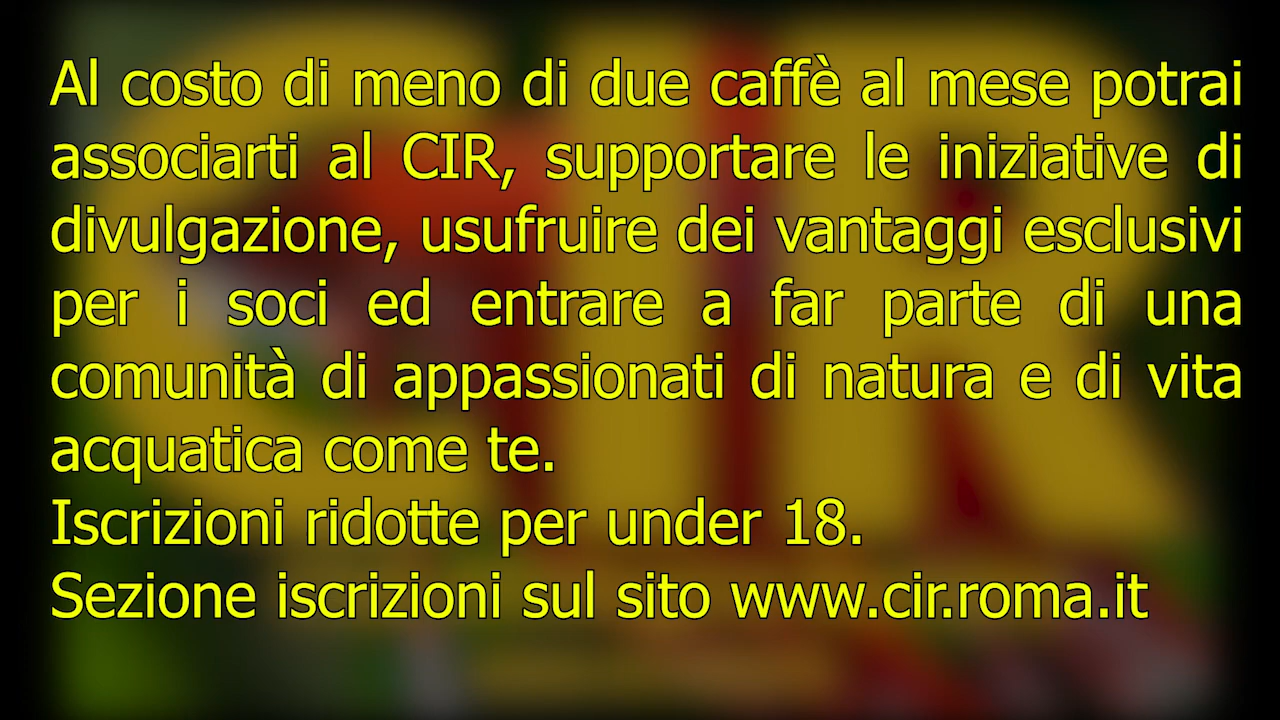 Al costo di meno di due caffè al mese potrai
associarti al CIR, supportare le iniziative di
divulgazione, usufruire dei vantaggi esclusivi
per i soci ed entrare a far parte di una
comunità di appassionati di natura e di vita
acquatica come te.
Iscrizioni ridotte per under 18.
Sezione iscrizioni sul sito www.cir.roma.it